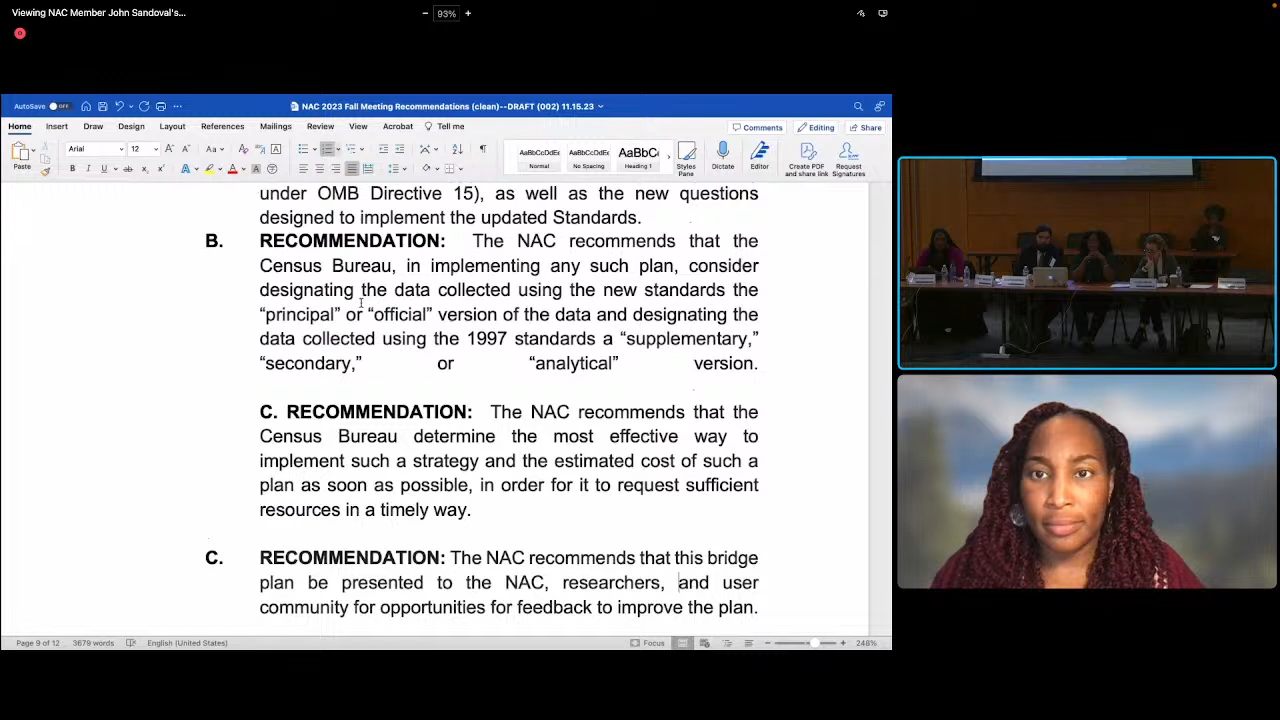 Viewing NAC Member John Sandoval's...
− 93% +
AutoSave OFF
NAC 2023 Fall Meeting Recommendations (clean)--DRAFT (002) 11.15.23
Home Insert Draw Design Layout References Mailings Review View Acrobat Tell me
Comments Editing Share
Paste
Arial 12
AaBbCcDdEe AaBbCcDdEe AaBbCc
Normal No Spacing Heading 1
Styles Pane
Dictate
Editor
Create PDF and share link
Request Signatures
under OMB Directive 15), as well as the new questions
designed to implement the updated Standards.
B. RECOMMENDATION: The NAC recommends that the
Census Bureau, in implementing any such plan, consider
designating the data collected using the new standards the
“principal” or “official” version of the data and designating the
data collected using the 1997 standards a “supplementary,”
“secondary,” or “analytical” version.
C. RECOMMENDATION: The NAC recommends that the
Census Bureau determine the most effective way to
implement such a strategy and the estimated cost of such a
plan as soon as possible, in order for it to request sufficient
resources in a timely way.
C. RECOMMENDATION: The NAC recommends that this bridge
plan be presented to the NAC, researchers, and user
community for opportunities for feedback to improve the plan.
Page 9 of 12 3679 words English (United States)
Focus
248%